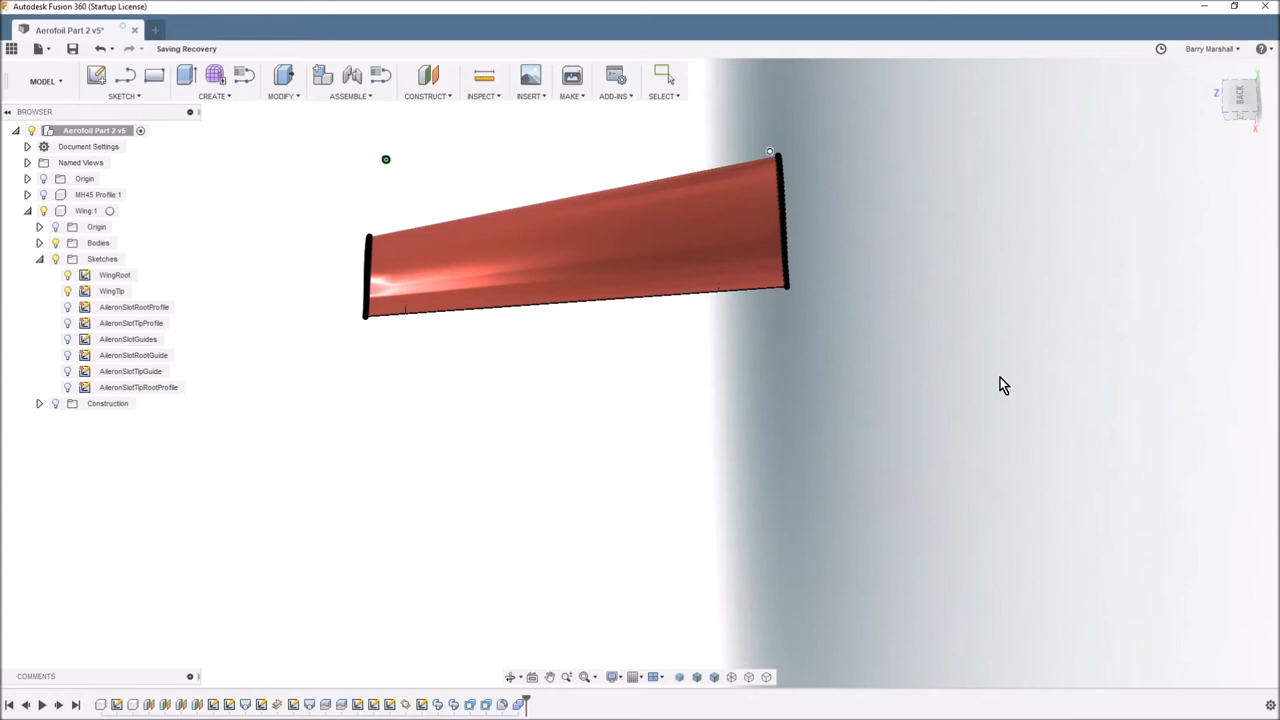 Autodesk Fusion 360 (Startup License)
Aerofoil Part 2 v5*
Saving Recovery
Barry Marshall
MODEL
SKETCH
CREATE
MODIFY
ASSEMBLE
CONSTRUCT
INSPECT
INSERT
MAKE
ADD-INS
SELECT
BROWSER
Aerofoil Part 2 v5
Document Settings
Named Views
Origin
MH45 Profile:1
Wing:1
Origin
Bodies
Sketches
WingRoot
WingTip
AileronSlotRootProfile
AileronSlotTipProfile
AileronSlotGuides
AileronSlotRootGuide
AileronSlotTipGuide
AileronSlotTipRootProfile
Construction
Z
BACK
X
COMMENTS